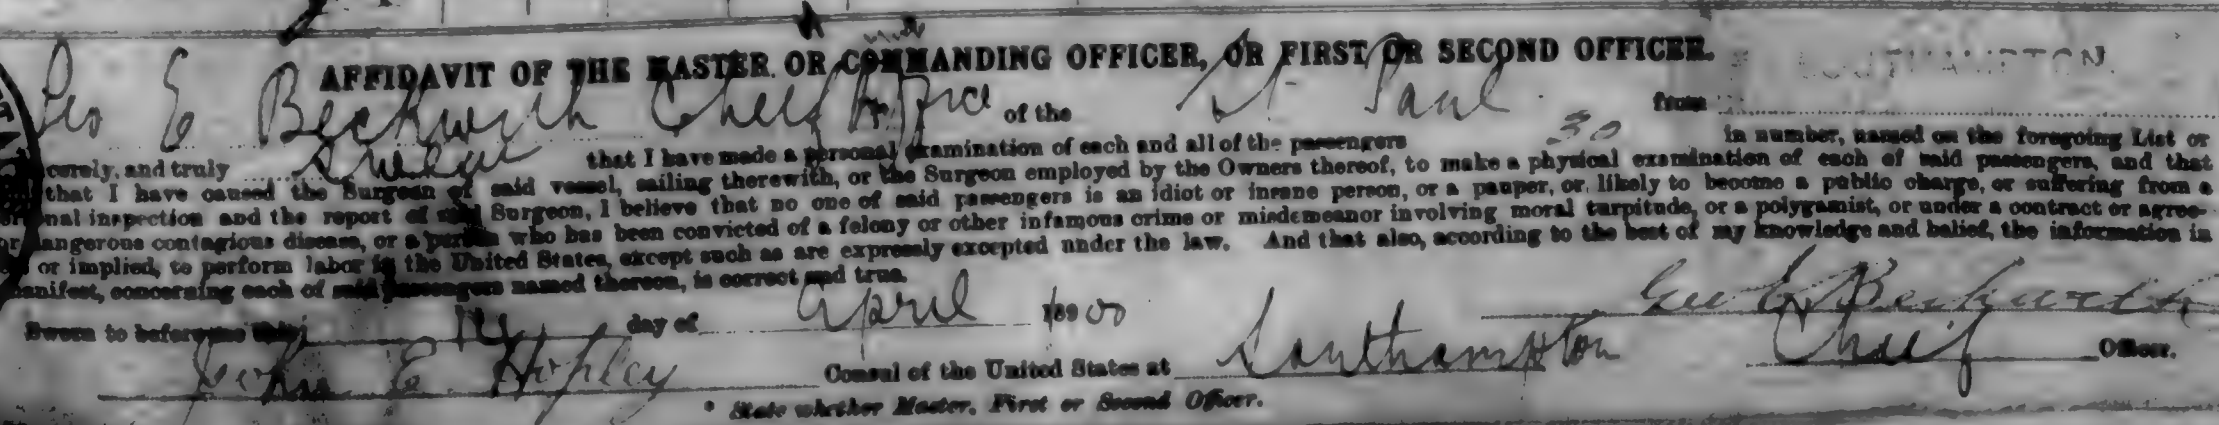 AFFIDAVIT OF THE MASTER OR COMMANDING OFFICER, OR FIRST OR SECOND OFFICER.
Geo E Beckwith Chief Office of the St Paul from SOUTHAMPTON.
cerely, and truly swear that I have made a personal examination of each and all of the passengers 30 in number, named on the foregoing List or
that I have caused the Surgeon of said vessel, sailing therewith, or the Surgeon employed by the Owners thereof, to make a physical examination of each of said passengers, and that
onal inspection and the report of said Surgeon, I believe that no one of said passengers is an idiot or insane person, or a pauper, or likely to become a public charge, or suffering from a
or dangerous contagious disease, or a person who has been convicted of a felony or other infamous crime or misdemeanor involving moral turpitude, or a polygamist, or under a contract or agree-
or implied, to perform labor in the United States, except such as are expressly excepted under the law. And that also, according to the best of my knowledge and belief, the information in
manifest, concerning each of said passengers named thereon, is correct and true.
Geo E Beckwith
Sworn to before me this day of April 1900
Chief Officer.
John E Hopley Consul of the United States at Southampton
* State whether Master, First or Second Officer.